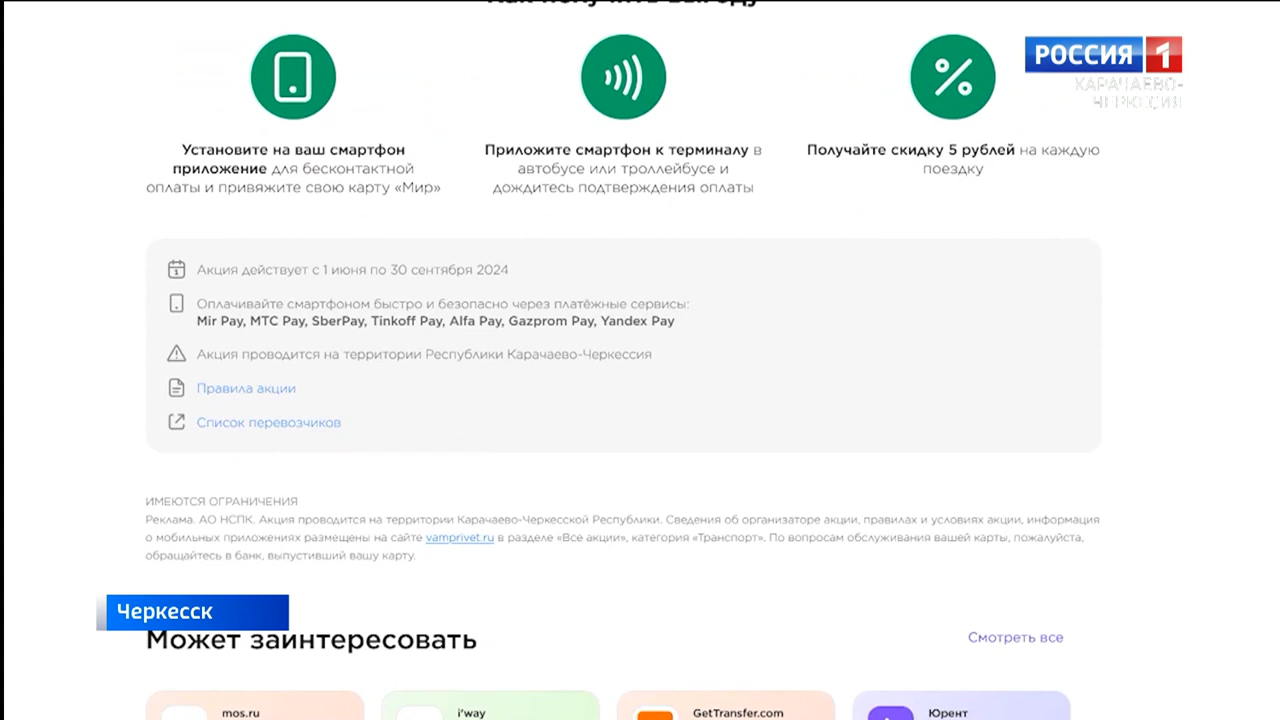 Как получить выгоду
РОССИЯ 1
КАРАЧАЕВО-
ЧЕРКЕССИЯ
Установите на ваш смартфон
приложение для бесконтактной
оплаты и привяжите свою карту «Мир»
Приложите смартфон к терминалу в
автобусе или троллейбусе и
дождитесь подтверждения оплаты
Получайте скидку 5 рублей на каждую
поездку
Акция действует с 1 июня по 30 сентября 2024
Оплачивайте смартфоном быстро и безопасно через платёжные сервисы:
Mir Pay, МТС Pay, SberPay, Tinkoff Pay, Alfa Pay, Gazprom Pay, Yandex Pay
Акция проводится на территории Республики Карачаево-Черкессия
Правила акции
Список перевозчиков
ИМЕЮТСЯ ОГРАНИЧЕНИЯ
Реклама. АО НСПК. Акция проводится на территории Карачаево-Черкесской Республики. Сведения об организаторе акции, правилах и условиях акции, информация
о мобильных приложениях размещены на сайте vamprivet.ru в разделе «Все акции», категория «Транспорт». По вопросам обслуживания вашей карты, пожалуйста,
обращайтесь в банк, выпустивший вашу карту.
Черкесск
Может заинтересовать
Смотреть все
mos.ru
i'way
GetTransfer.com
Юрент